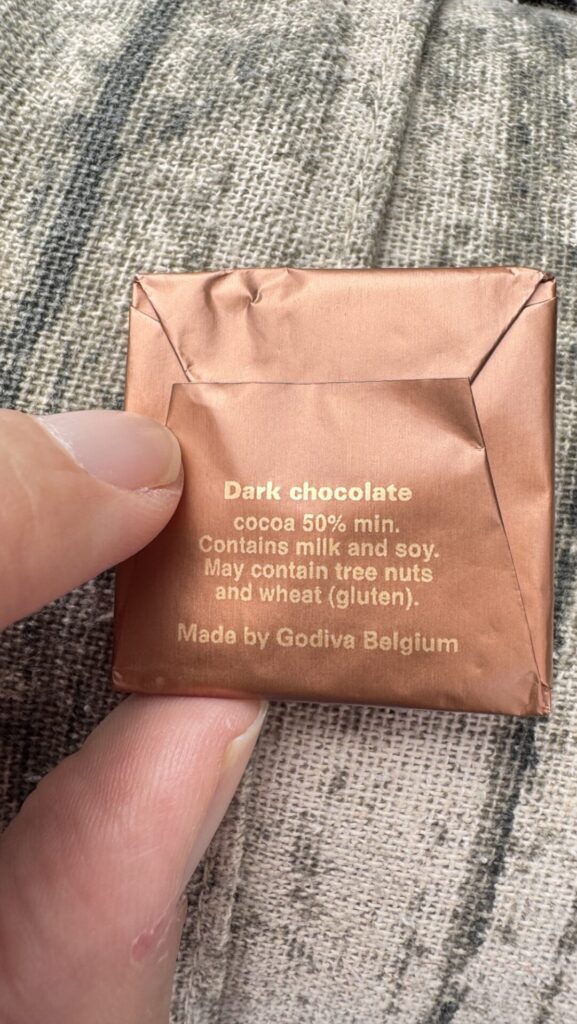 Dark chocolate
cocoa 50% min.
Contains milk and soy.
May contain tree nuts
and wheat (gluten).
Made by Godiva Belgium